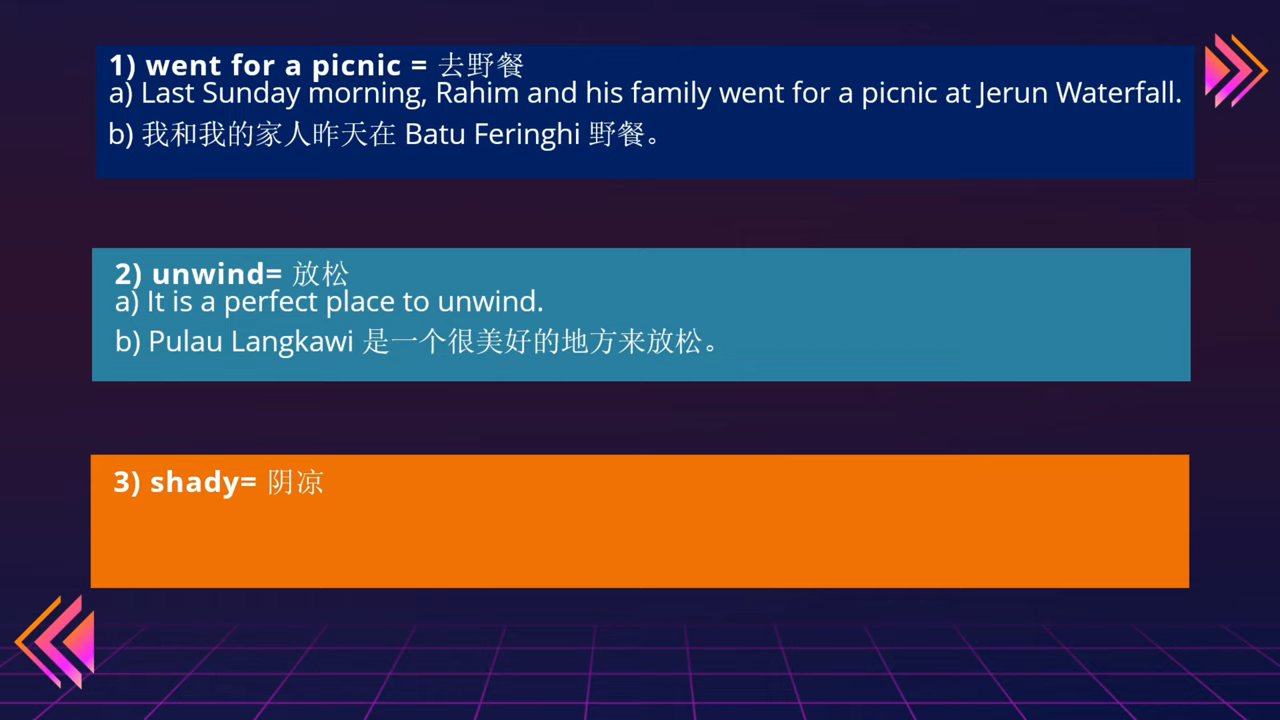 1) went for a picnic = 去野餐
a) Last Sunday morning, Rahim and his family went for a picnic at Jerun Waterfall.
b) 我和我的家人昨天在 Batu Feringhi 野餐。
2) unwind= 放松
a) It is a perfect place to unwind.
b) Pulau Langkawi 是一个很美好的地方来放松。
3) shady= 阴凉